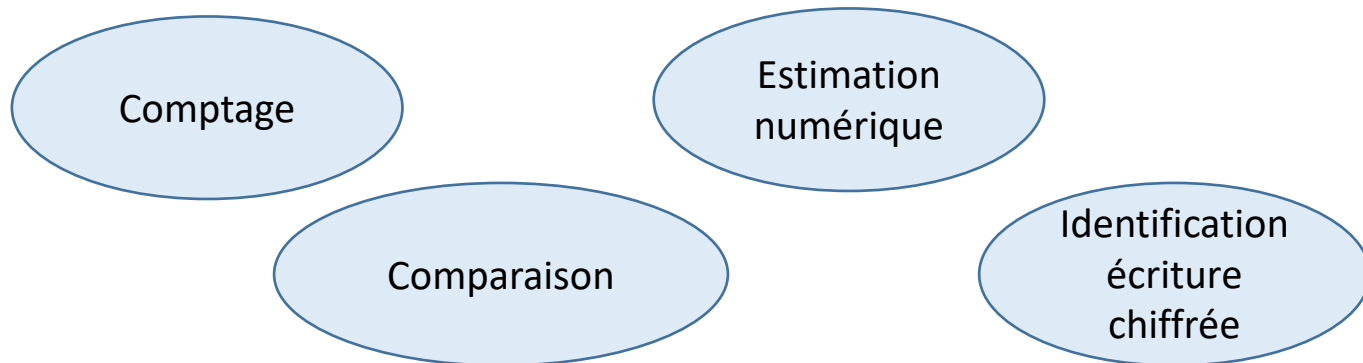 Comptage
Estimation
numérique
Comparaison
Identification
écriture
chiffrée